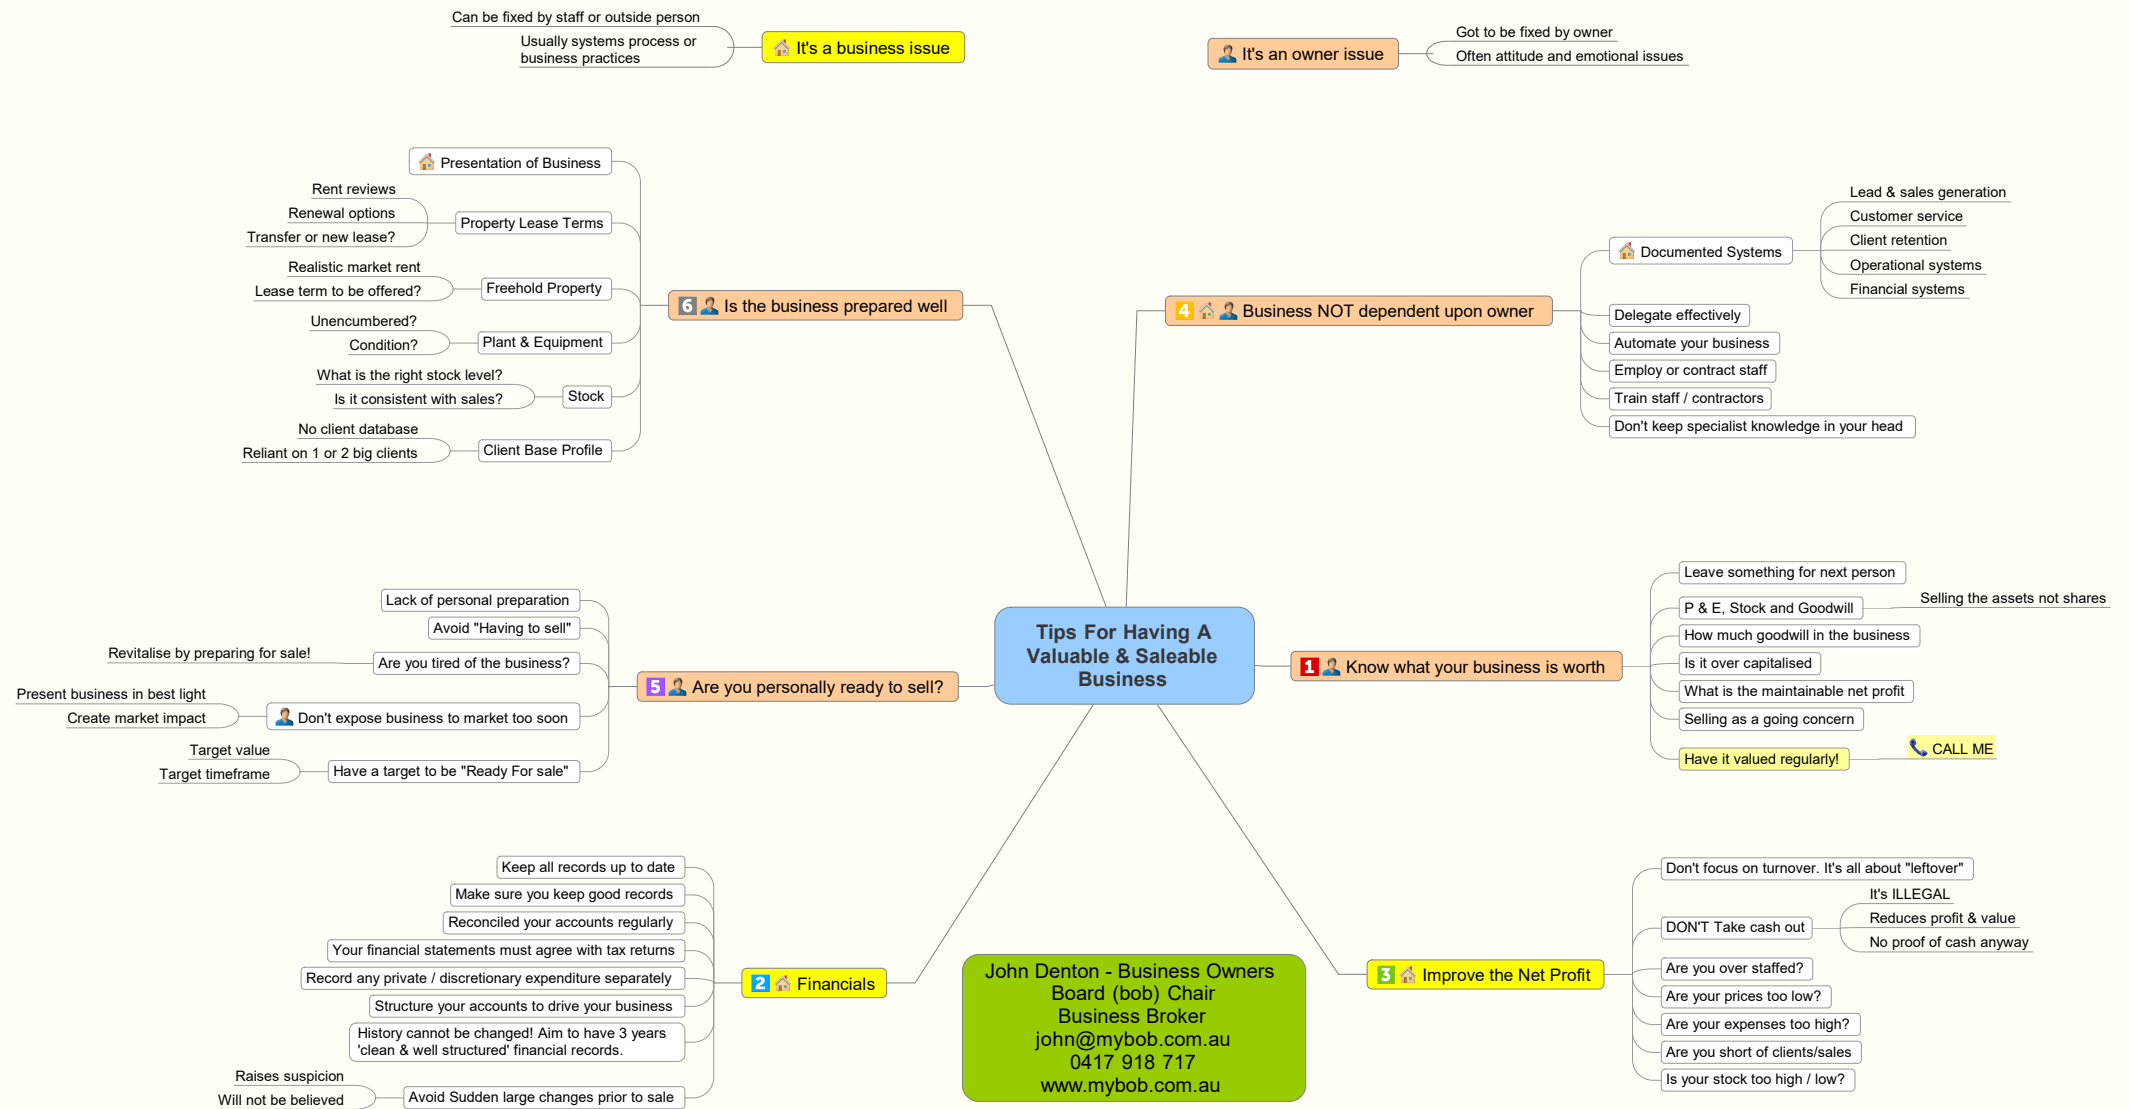 Can be fixed by staff or outside person
Usually systems process or
business practices
It's a business issue
It's an owner issue
Got to be fixed by owner
Often attitude and emotional issues
Presentation of Business
Rent reviews
Renewal options
Transfer or new lease?
Property Lease Terms
Realistic market rent
Lease term to be offered?
Freehold Property
Unencumbered?
Condition?
Plant & Equipment
What is the right stock level?
Is it consistent with sales?
Stock
No client database
Reliant on 1 or 2 big clients
Client Base Profile
6 Is the business prepared well
4 Business NOT dependent upon owner
Documented Systems
Lead & sales generation
Customer service
Client retention
Operational systems
Financial systems
Delegate effectively
Automate your business
Employ or contract staff
Train staff / contractors
Don't keep specialist knowledge in your head
Lack of personal preparation
Avoid "Having to sell"
Revitalise by preparing for sale!
Are you tired of the business?
Present business in best light
Create market impact
Don't expose business to market too soon
Target value
Target timeframe
Have a target to be "Ready For sale"
5 Are you personally ready to sell?
Tips For Having A
Valuable & Saleable
Business
1 Know what your business is worth
Leave something for next person
P & E, Stock and Goodwill
Selling the assets not shares
How much goodwill in the business
Is it over capitalised
What is the maintainable net profit
Selling as a going concern
Have it valued regularly!
CALL ME
Keep all records up to date
Make sure you keep good records
Reconciled your accounts regularly
Your financial statements must agree with tax returns
Record any private / discretionary expenditure separately
Structure your accounts to drive your business
History cannot be changed! Aim to have 3 years
'clean & well structured' financial records.
Raises suspicion
Will not be believed
Avoid Sudden large changes prior to sale
2 Financials
John Denton - Business Owners
Board (bob) Chair
Business Broker
john@mybob.com.au
0417 918 717
www.mybob.com.au
3 Improve the Net Profit
Don't focus on turnover. It's all about "leftover"
DON'T Take cash out
It's ILLEGAL
Reduces profit & value
No proof of cash anyway
Are you over staffed?
Are your prices too low?
Are your expenses too high?
Are you short of clients/sales
Is your stock too high / low?